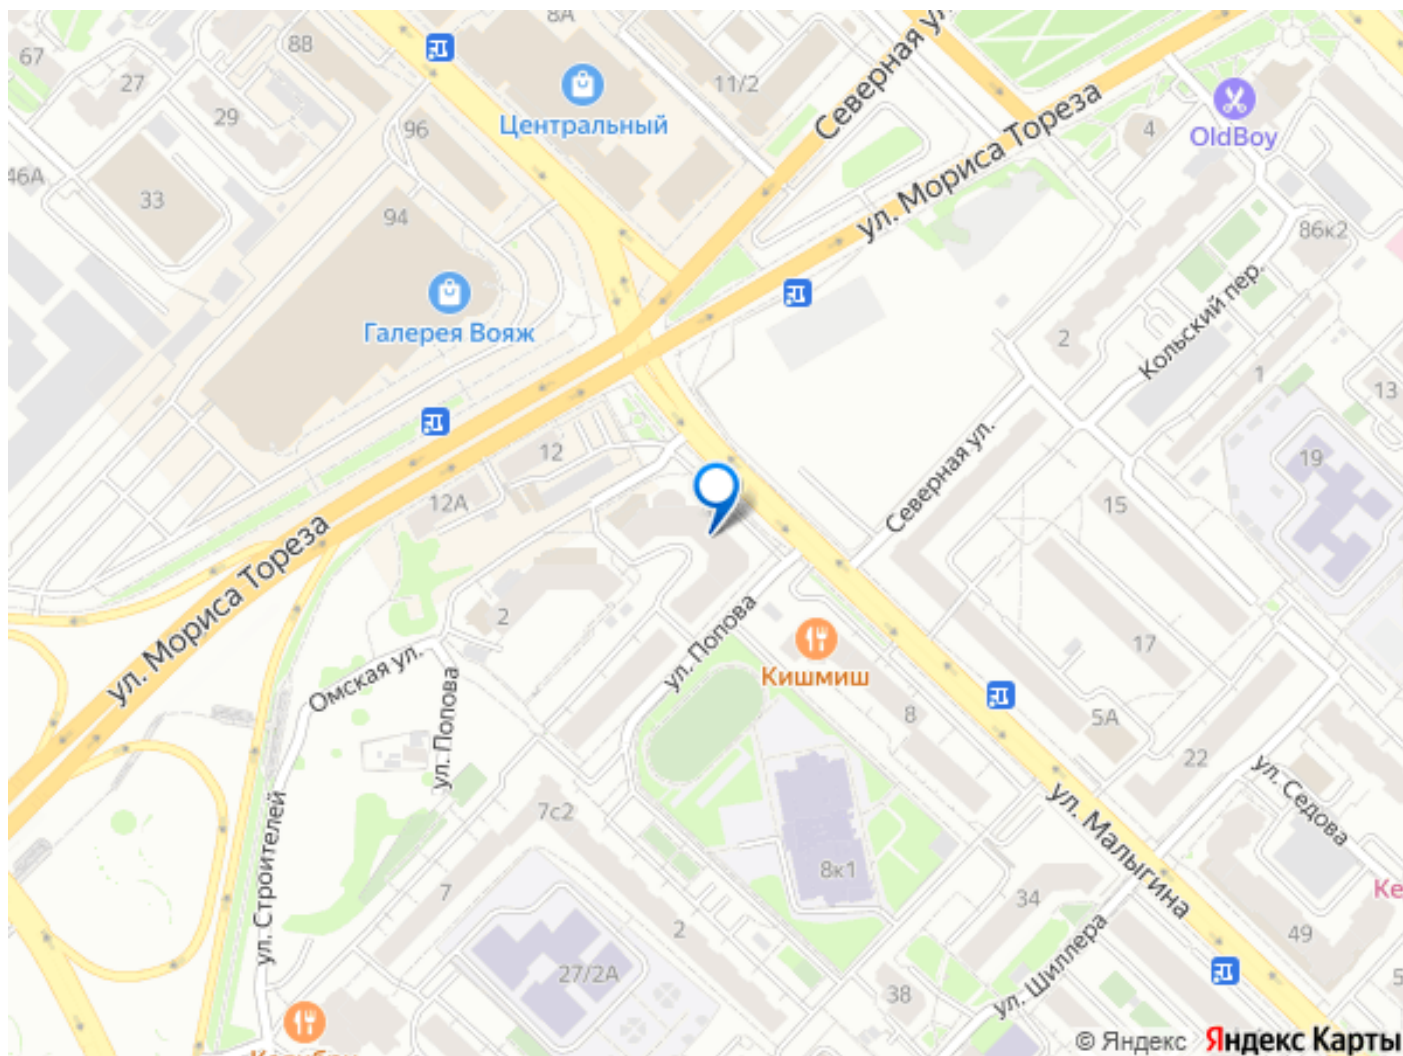 8А
88
67
27
29
96
11/2
Северная ул.
Центральный
ул. Мориса Тореза
4
OldBoy
46А
33
94
86к2
Кольский пер.
Галерея Вояж
2
1
13
12
12А
19
15
Северная ул.
ул. Мориса Тореза
2
ул. Попова
Кишмиш
17
Омская ул.
ул. Попова
8
5А
22
ул. Седова
ул. Малыгина
7с2
ул. Строителей
7
8к1
34
Ке
2
49
27/2А
38
ул. Шиллера
5
© Яндекс Яндекс Карты